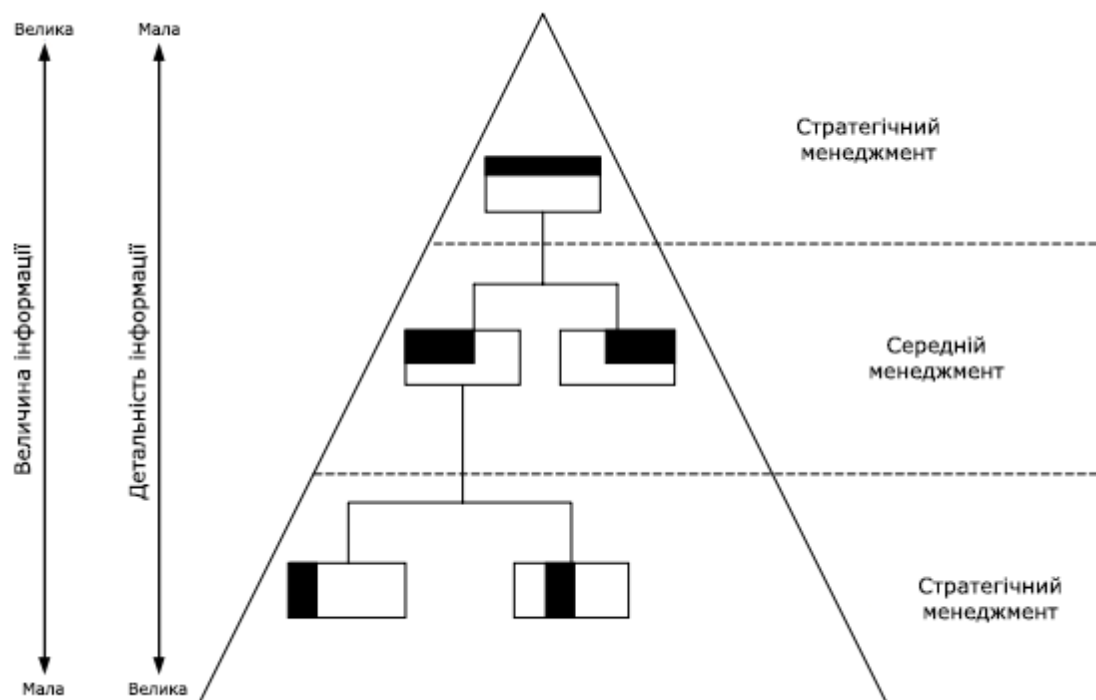 Велика
Мала
Стратегічний
менеджмент
Величина інформації
Детальність інформації
Середній
менеджмент
Стратегічний
менеджмент
Мала
Велика